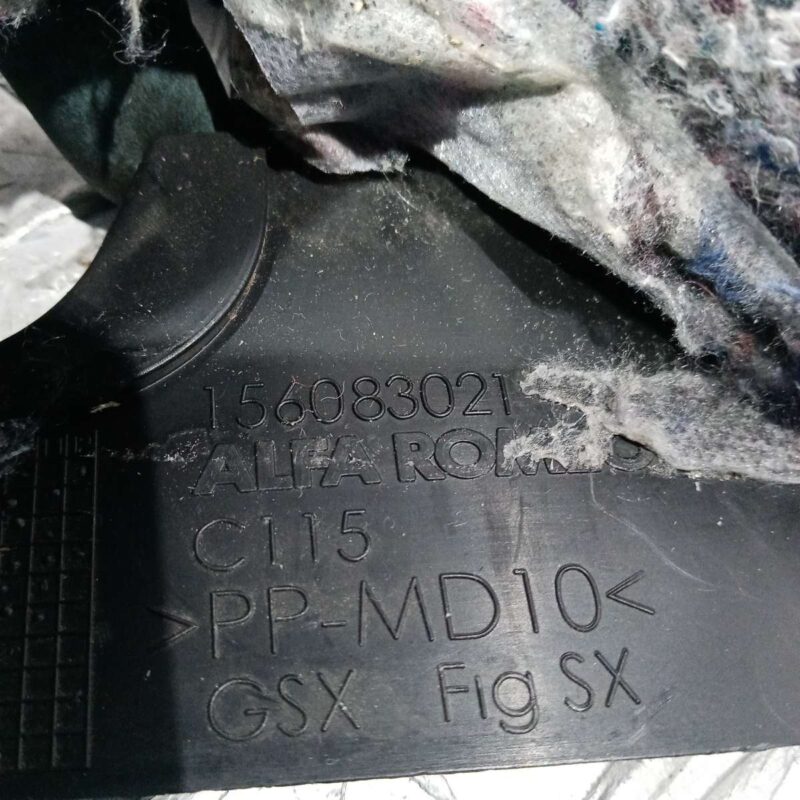 156083021
ALFA ROMEO
C115
>PP-MD10<
GSX Fig SX